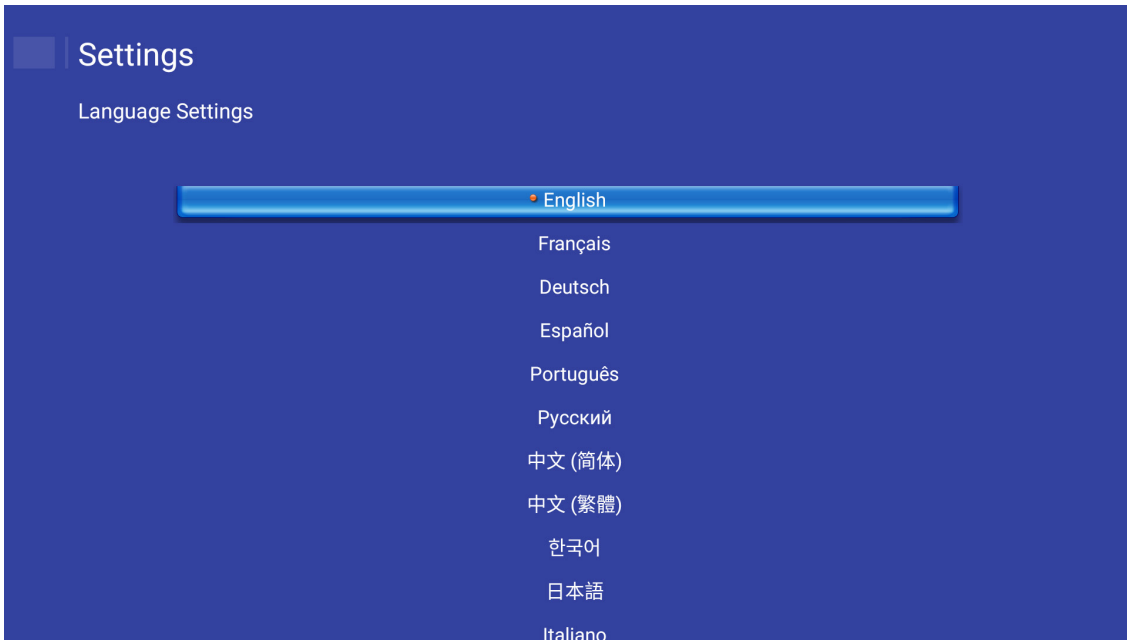 Settings
Language Settings
English
Français
Deutsch
Español
Português
Русский
中文 (简体)
中文 (繁體)
한국어
日本語
Italiano